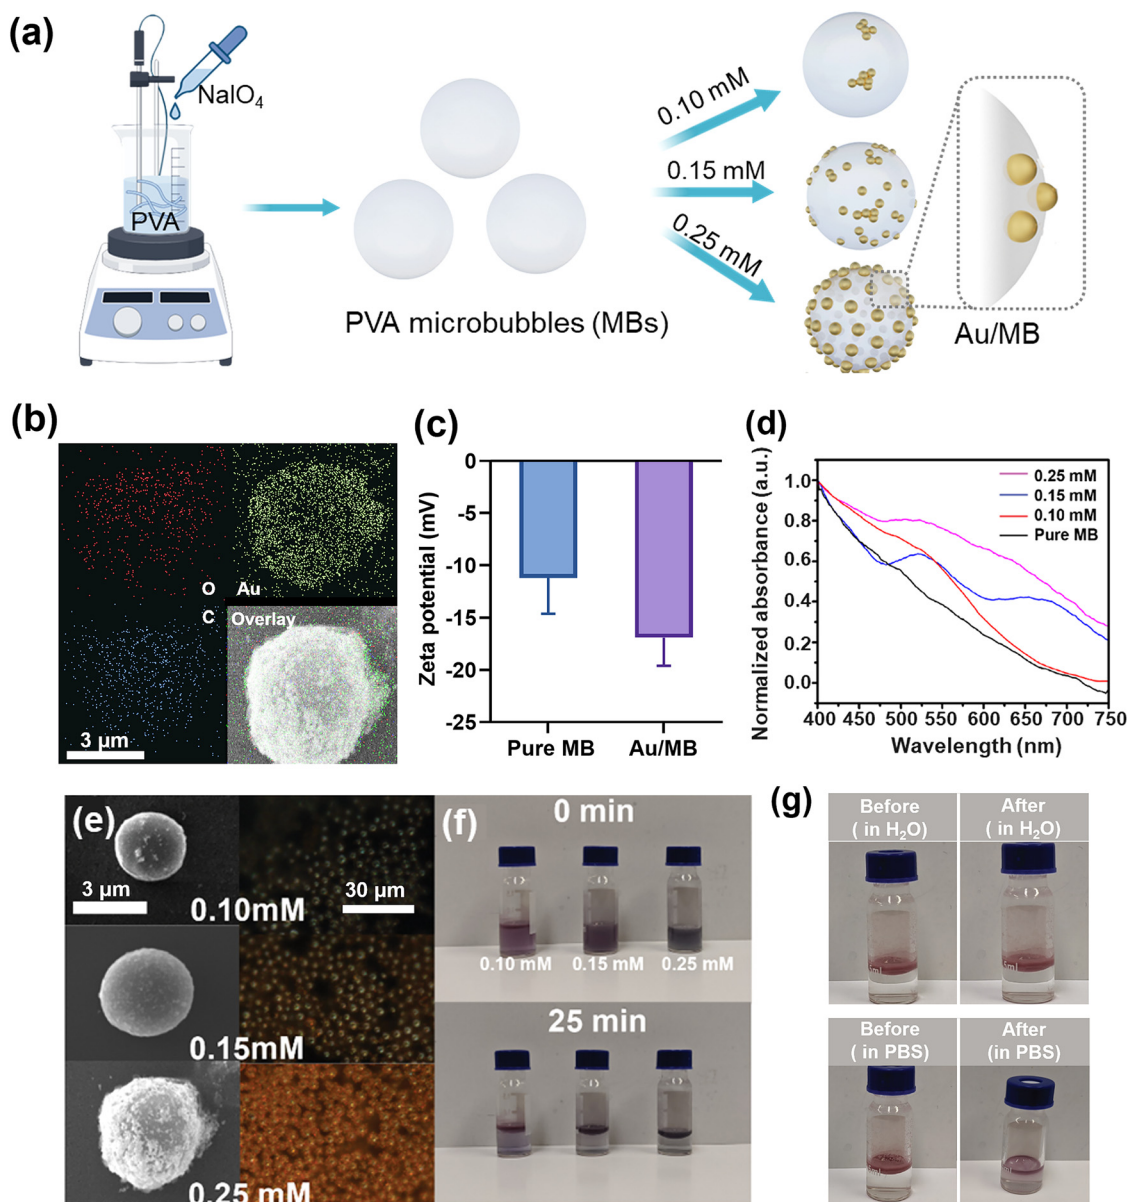 (a)
NaIO₄
PVA
PVA microbubbles (MBs)
0.10 mM
0.15 mM
0.25 mM
Au/MB
(b)
O
Au
C
Overlay
3 μm
(c)
Zeta potential (mV)
0
-5
-10
-15
-20
-25
Pure MB
Au/MB
(d)
Normalized absorbance (a.u.)
1.0
0.8
0.6
0.4
0.2
0.0
0.25 mM
0.15 mM
0.10 mM
Pure MB
400
450
500
550
600
650
700
750
Wavelength (nm)
(e)
3 μm
30 μm
0.10mM
0.15mM
0.25 mM
(f)
0 min
0.10 mM
0.15 mM
0.25 mM
25 min
(g)
Before
( in H₂O)
After
( in H₂O)
Before
( in PBS)
After
(in PBS)